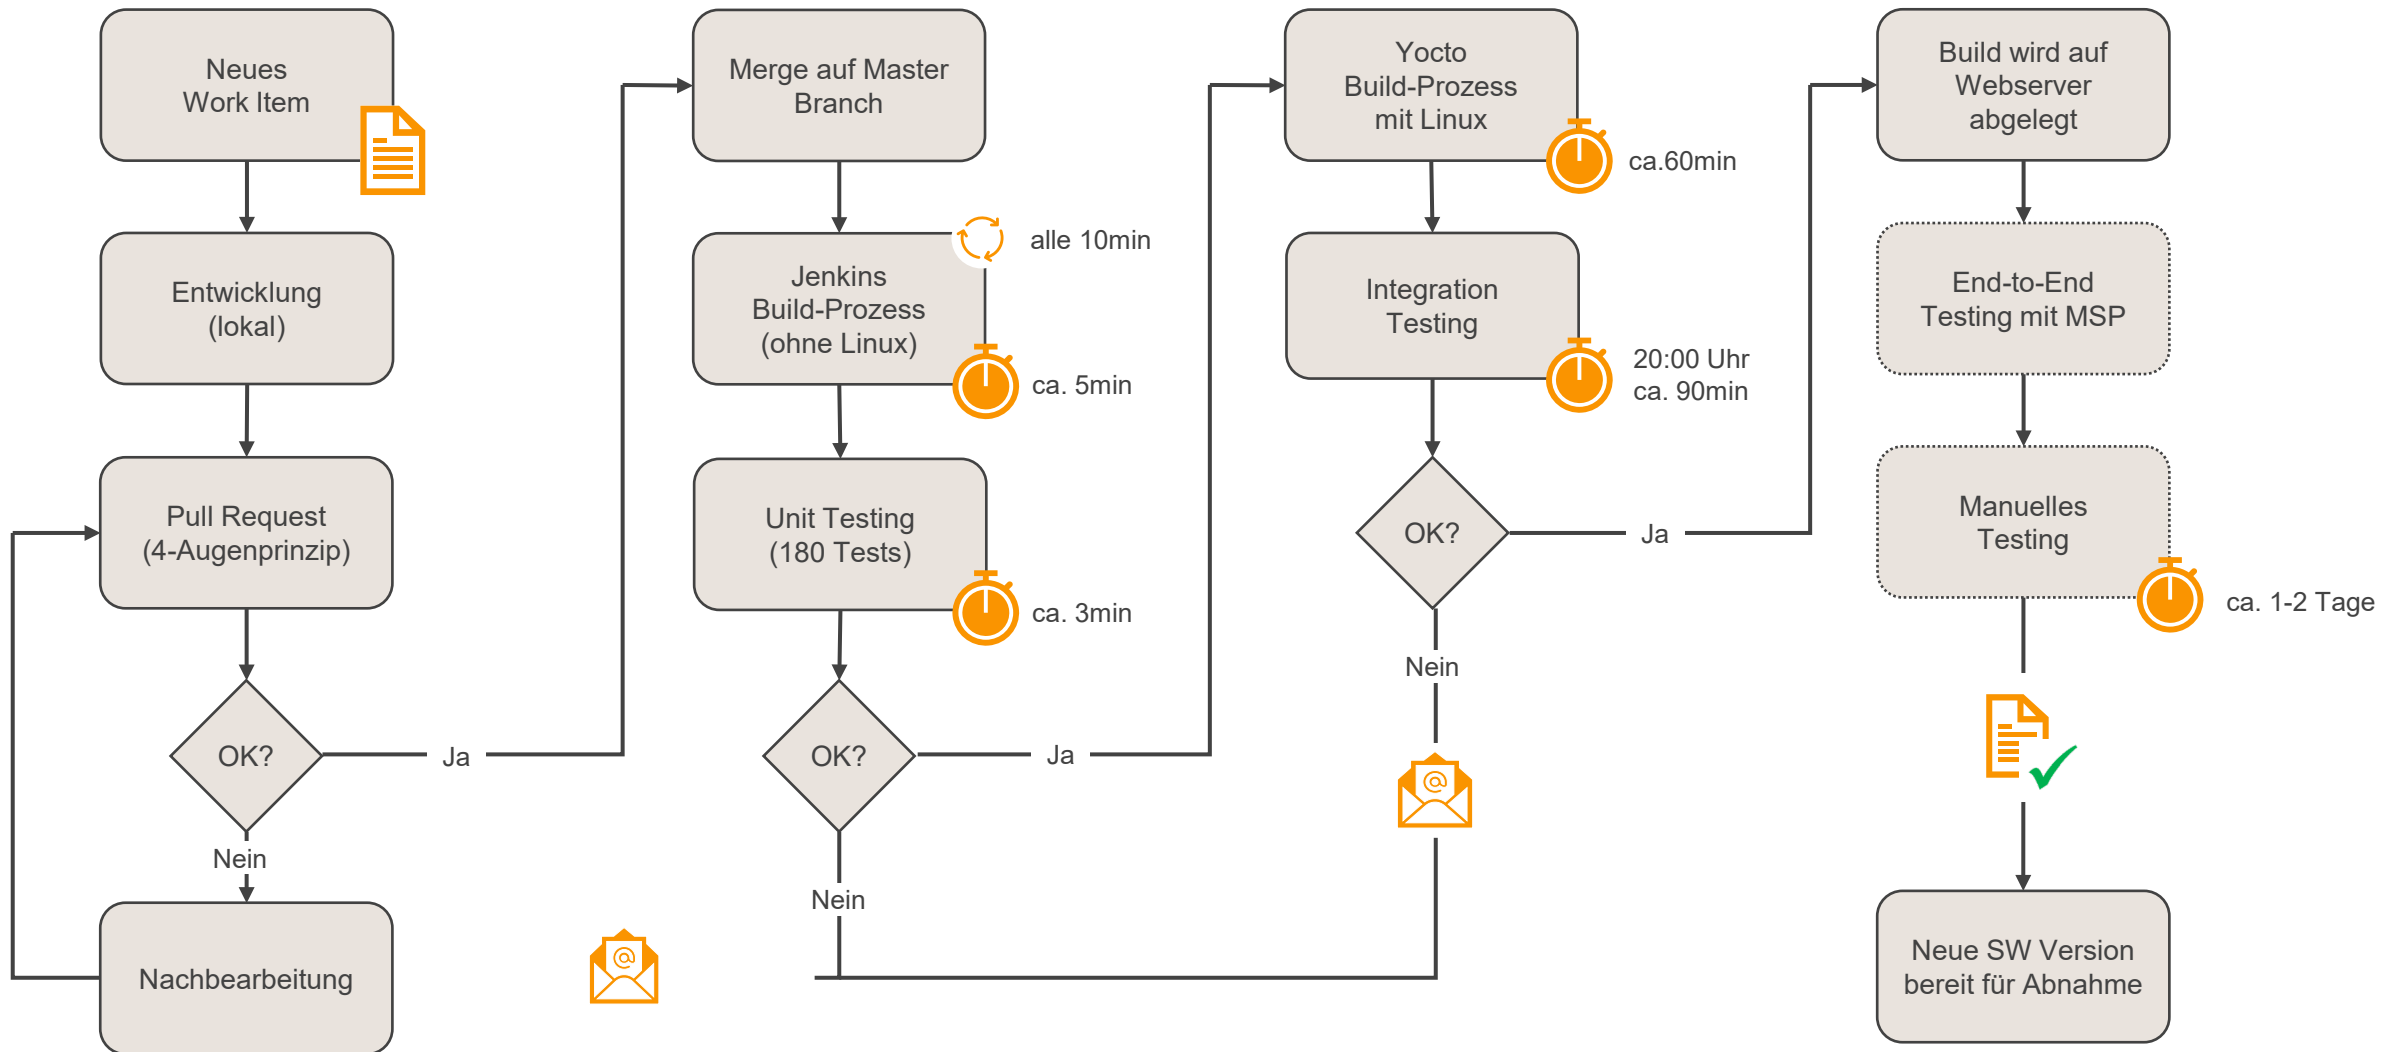 Neues
Work Item
Entwicklung
(lokal)
Pull Request
(4-Augenprinzip)
OK?
Ja
Nein
Nachbearbeitung
Merge auf Master
Branch
alle 10min
Jenkins
Build-Prozess
(ohne Linux)
ca. 5min
Unit Testing
(180 Tests)
ca. 3min
OK?
Ja
Nein
@
Yocto
Build-Prozess
mit Linux
ca.60min
Integration
Testing
20:00 Uhr
ca. 90min
OK?
Ja
Nein
@
Build wird auf
Webserver
abgelegt
End-to-End
Testing mit MSP
Manuelles
Testing
ca. 1-2 Tage
Neue SW Version
bereit für Abnahme